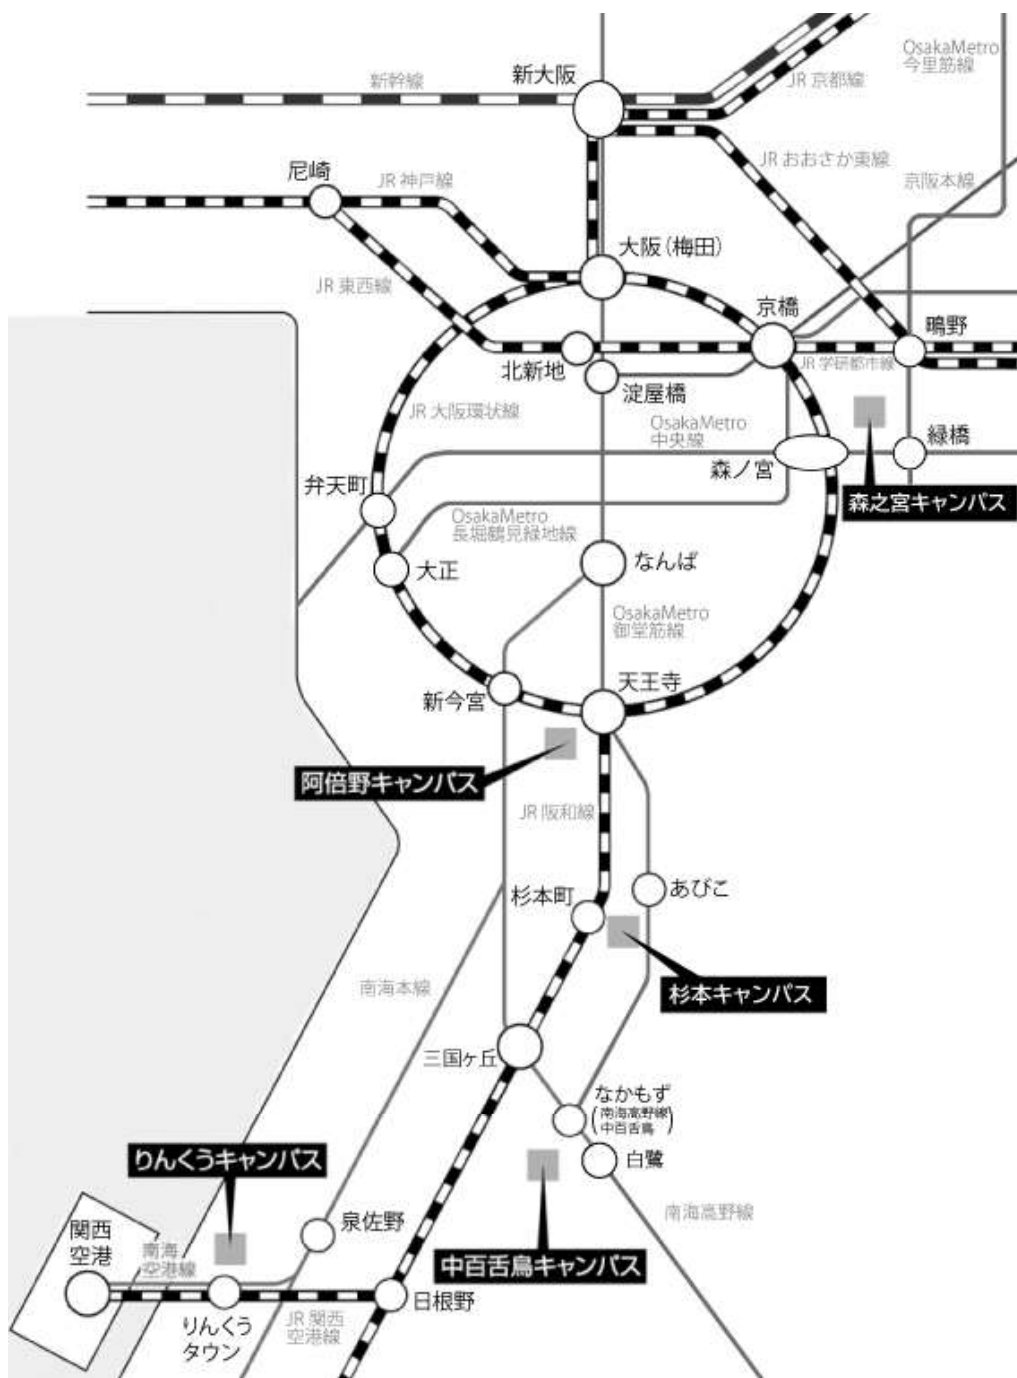 新大阪
新幹線
OsakaMetro
今里筋線
JR 京都線
JR おおさか東線
京阪本線
尼崎
JR 神戸線
大阪（梅田）
JR 東西線
京橋
鴫野
北新地
淀屋橋
JR 学研都市線
JR 大阪環状線
OsakaMetro
中央線
緑橋
森ノ宮
森之宮キャンパス
弁天町
OsakaMetro
長堀鶴見緑地線
大正
なんば
OsakaMetro
御堂筋線
天王寺
新今宮
阿倍野キャンパス
JR 阪和線
杉本町
あびこ
杉本キャンパス
南海本線
三国ヶ丘
なかもず
（南海高野線
中百舌鳥）
白鷺
りんくうキャンパス
関西
空港
南海
空港線
泉佐野
南海高野線
中百舌鳥キャンパス
日根野
りんくう
タウン
JR 関西
空港線